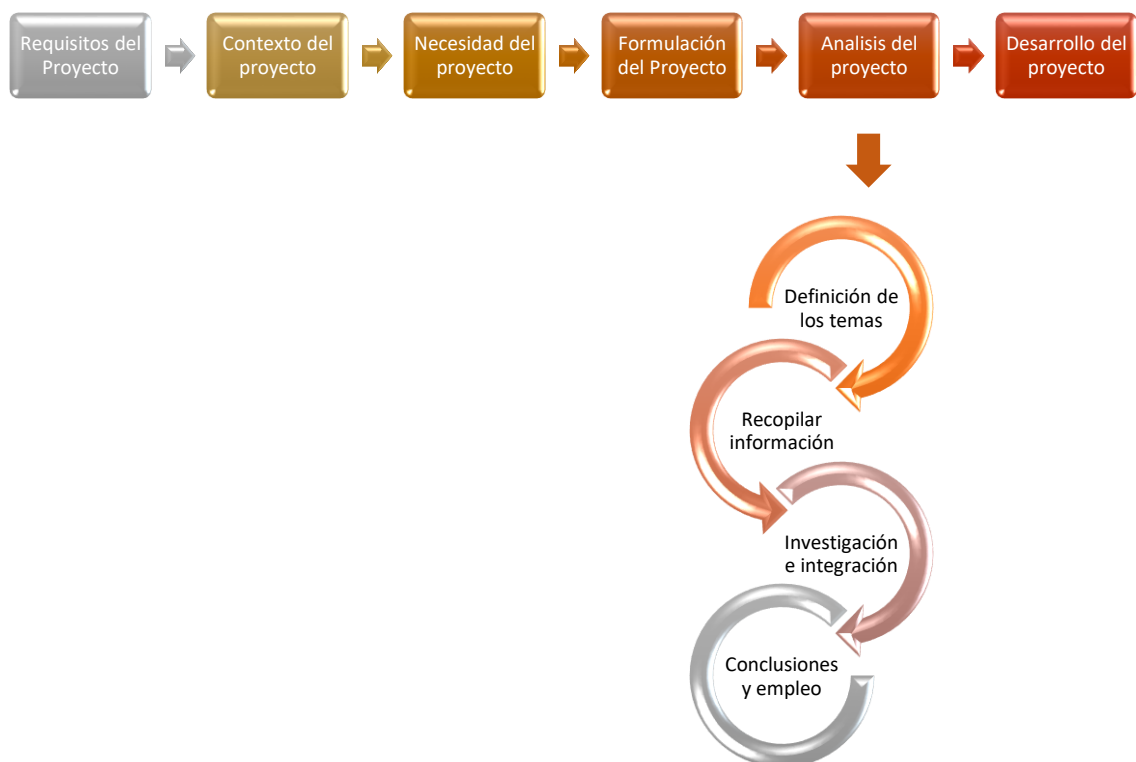 Requisitos del
Proyecto
Contexto del
proyecto
Necesidad del
proyecto
Formulación
del Proyecto
Analisis del
proyecto
Desarrollo del
proyecto
Definición de
los temas
Recopilar
información
Investigación
e integración
Conclusiones
y empleo